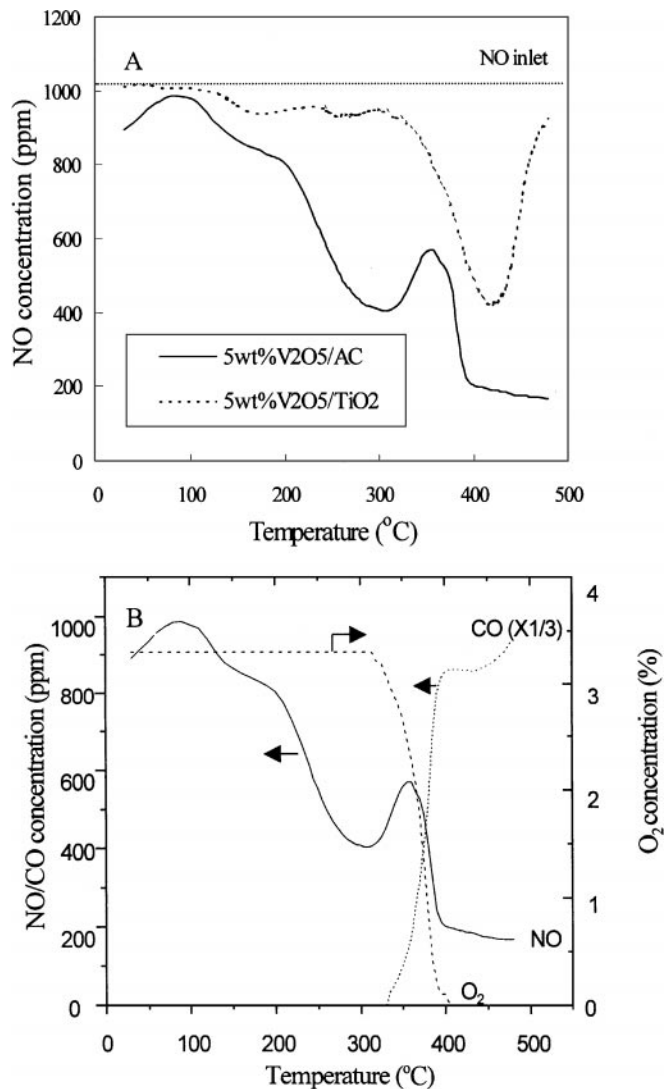 1200
A
NO inlet
1000
800
600
400
200
0
NO concentration (ppm)
5wt%V2O5/AC
5wt%V2O5/TiO2
0 100 200 300 400 500
Temperature (°C)
B
4
CO (X1/3)
1000
800
600
400
200
0
NO/CO concentration (ppm)
3
2
1
0
O2 concentration (%)
NO
O2
0 100 200 300 400 500
Temperature (°C)